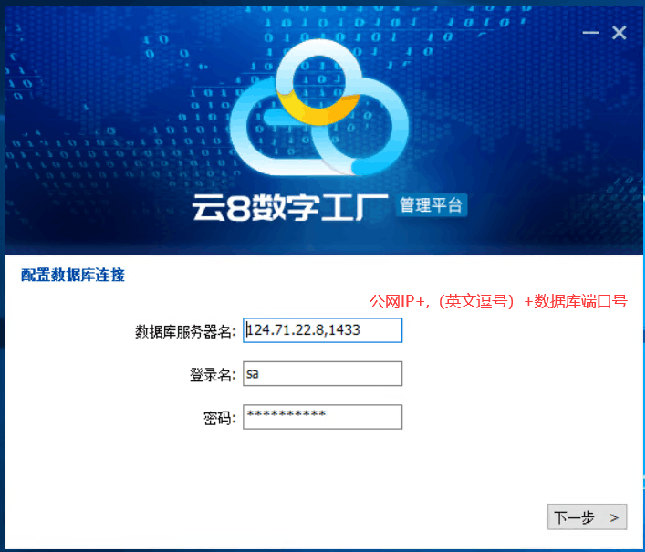 云8数字工厂 管理平台
配置数据库连接
公网IP+,（英文逗号）+数据库端口号
数据库服务器名: 124.71.22.8,1433
登录名: sa
密码: **********
下一步 >